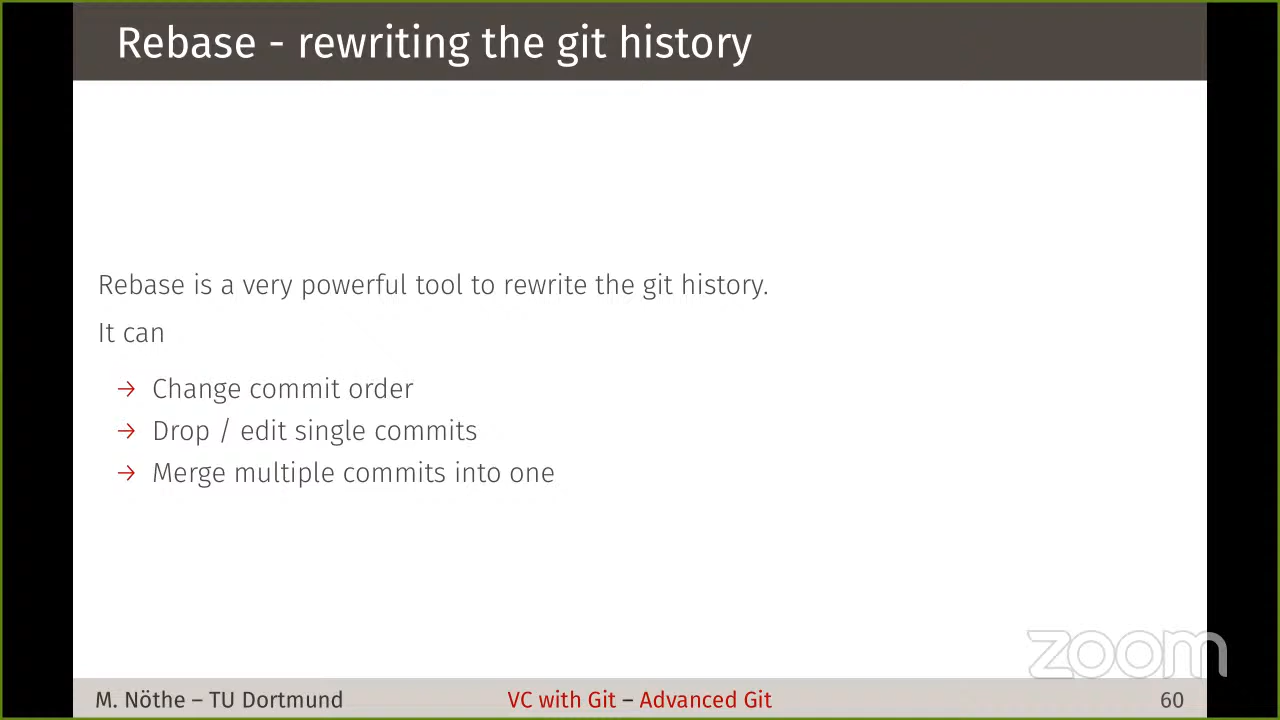 Rebase - rewriting the git history
Rebase is a very powerful tool to rewrite the git history.
It can
→ Change commit order
→ Drop / edit single commits
→ Merge multiple commits into one
zoom
M. Nöthe – TU Dortmund VC with Git – Advanced Git 60